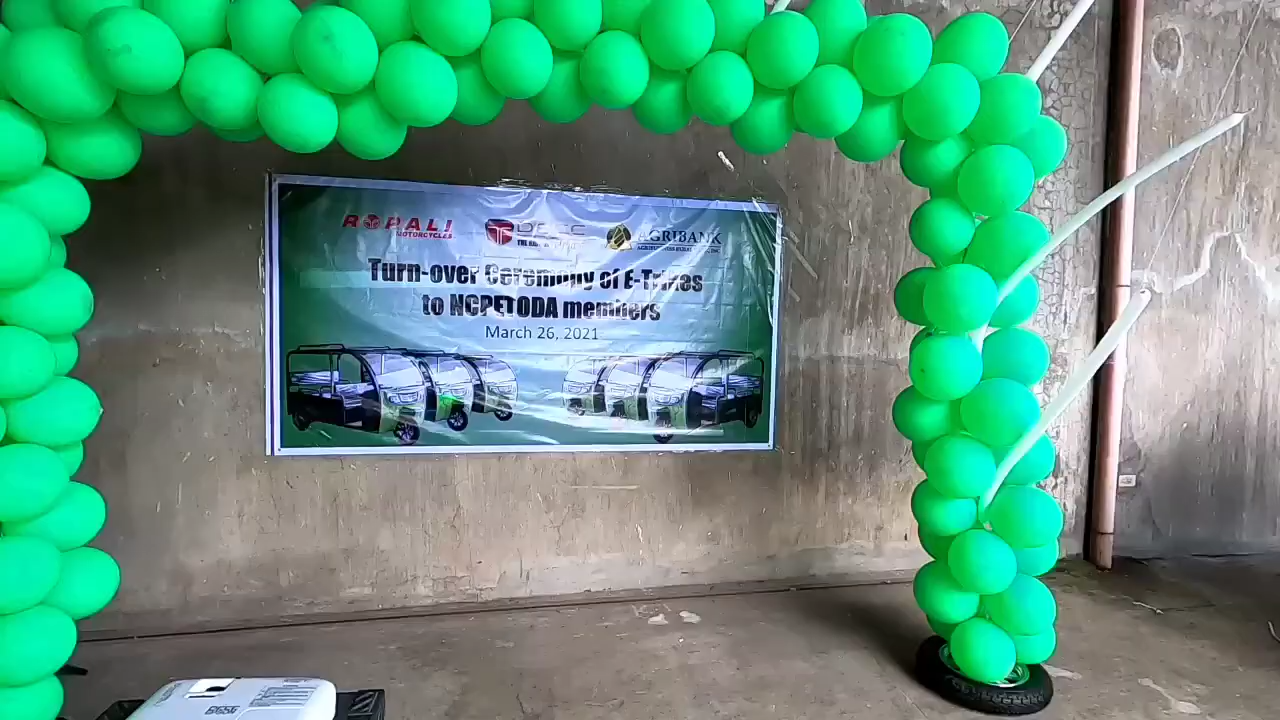 ROPALI
MOTORCYCLES
AGRIBANK
Turn-over Ceremony of E-Trikes
to NCPETODA members
March 26, 2021